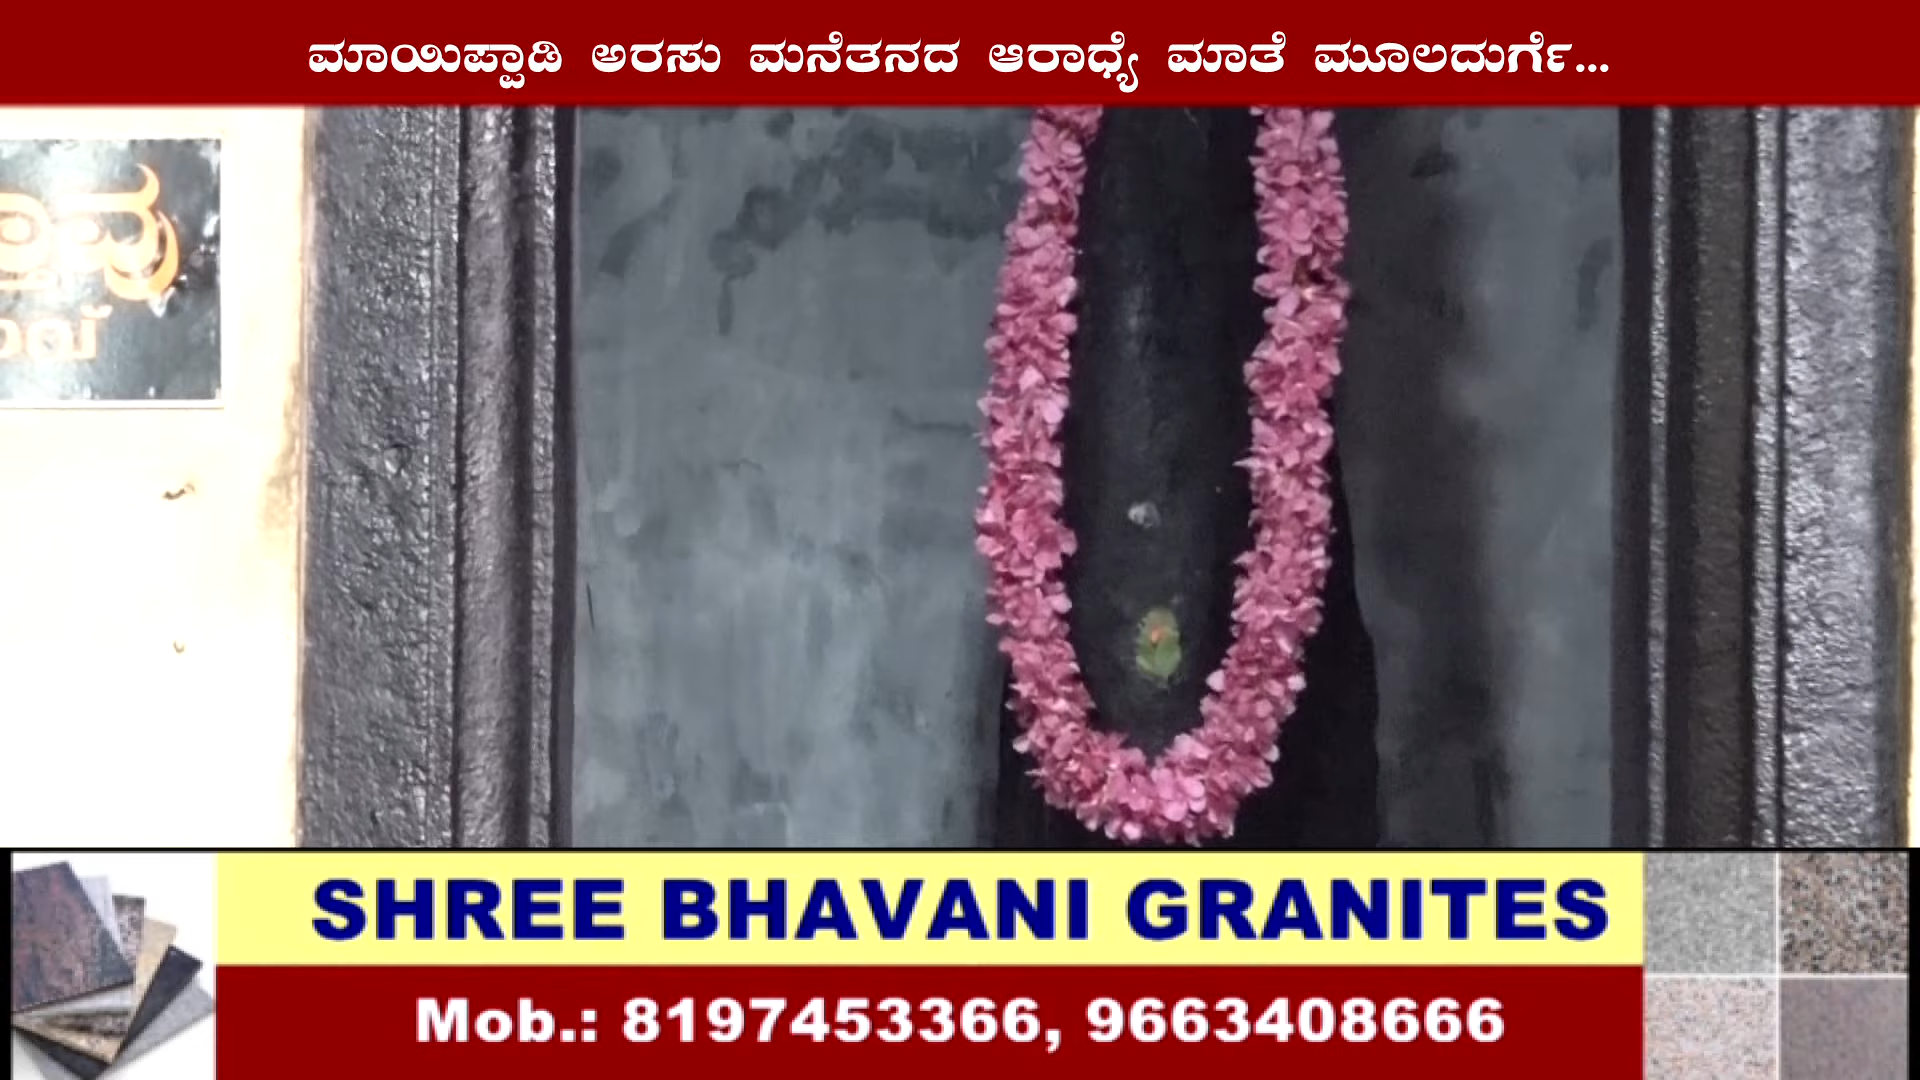 ಮಾಯಿಪ್ಪಾಡಿ ಅರಸು ಮನೆತನದ ಆರಾಧ್ಯೆ ಮಾತೆ ಮೂಲದುರ್ಗೆ...
SHREE BHAVANI GRANITES
Mob.: 8197453366, 9663408666